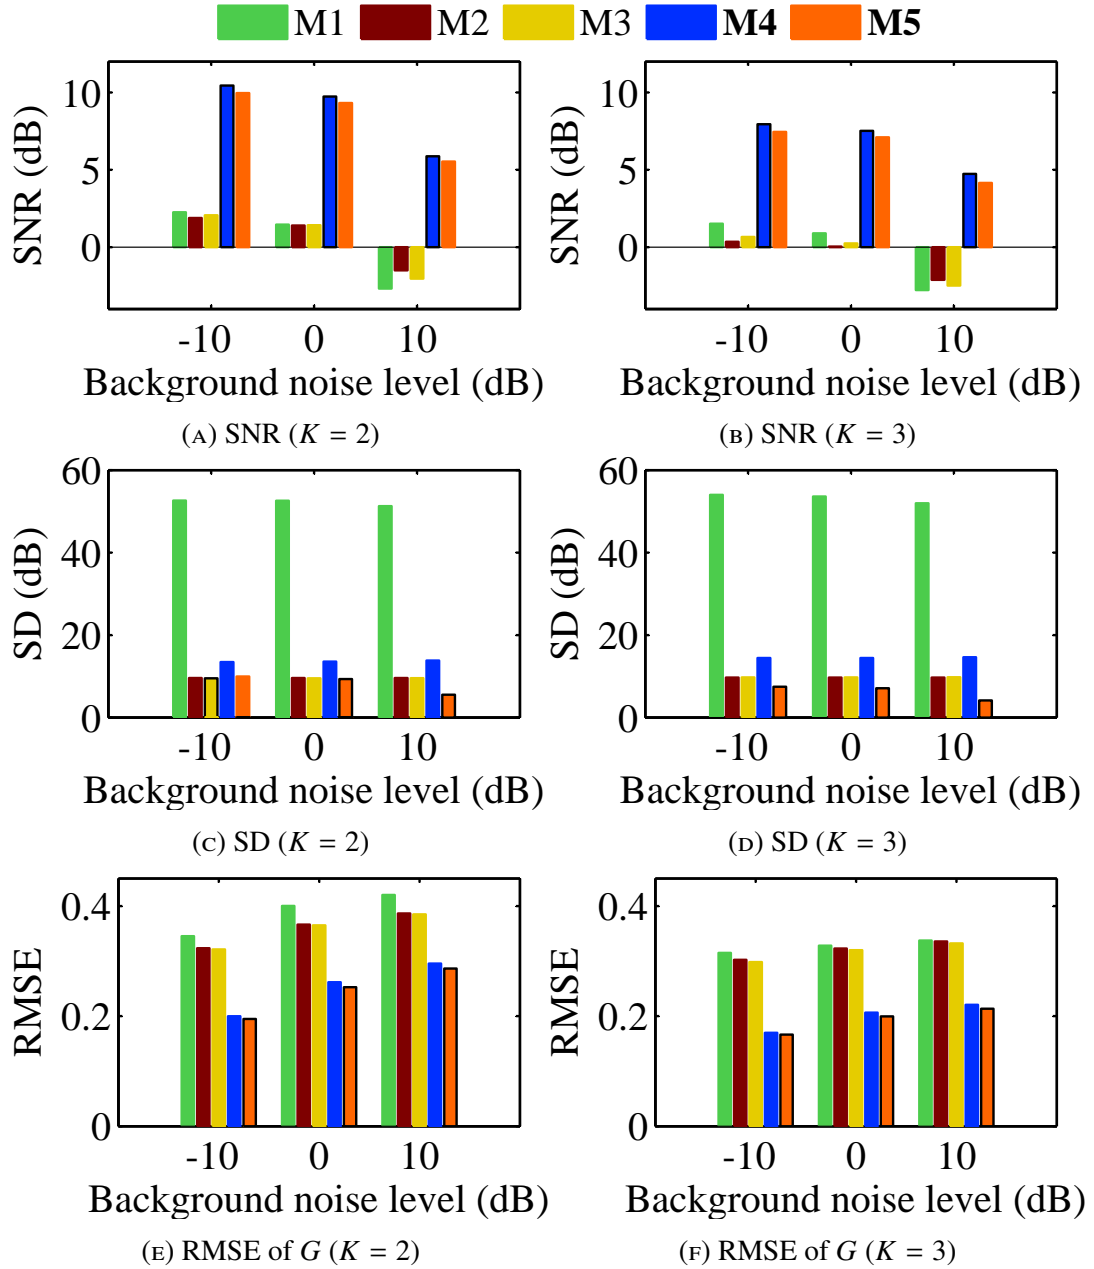 M1 M2 M3 M4 M5
SNR (dB)
10
5
0
-10 0 10
Background noise level (dB)
(A) SNR (K = 2)
SNR (dB)
10
5
0
-10 0 10
Background noise level (dB)
(B) SNR (K = 3)
SD (dB)
60
40
20
0
-10 0 10
Background noise level (dB)
(C) SD (K = 2)
SD (dB)
60
40
20
0
-10 0 10
Background noise level (dB)
(D) SD (K = 3)
RMSE
0.4
0.2
0
-10 0 10
Background noise level (dB)
(E) RMSE of G (K = 2)
RMSE
0.4
0.2
0
-10 0 10
Background noise level (dB)
(F) RMSE of G (K = 3)